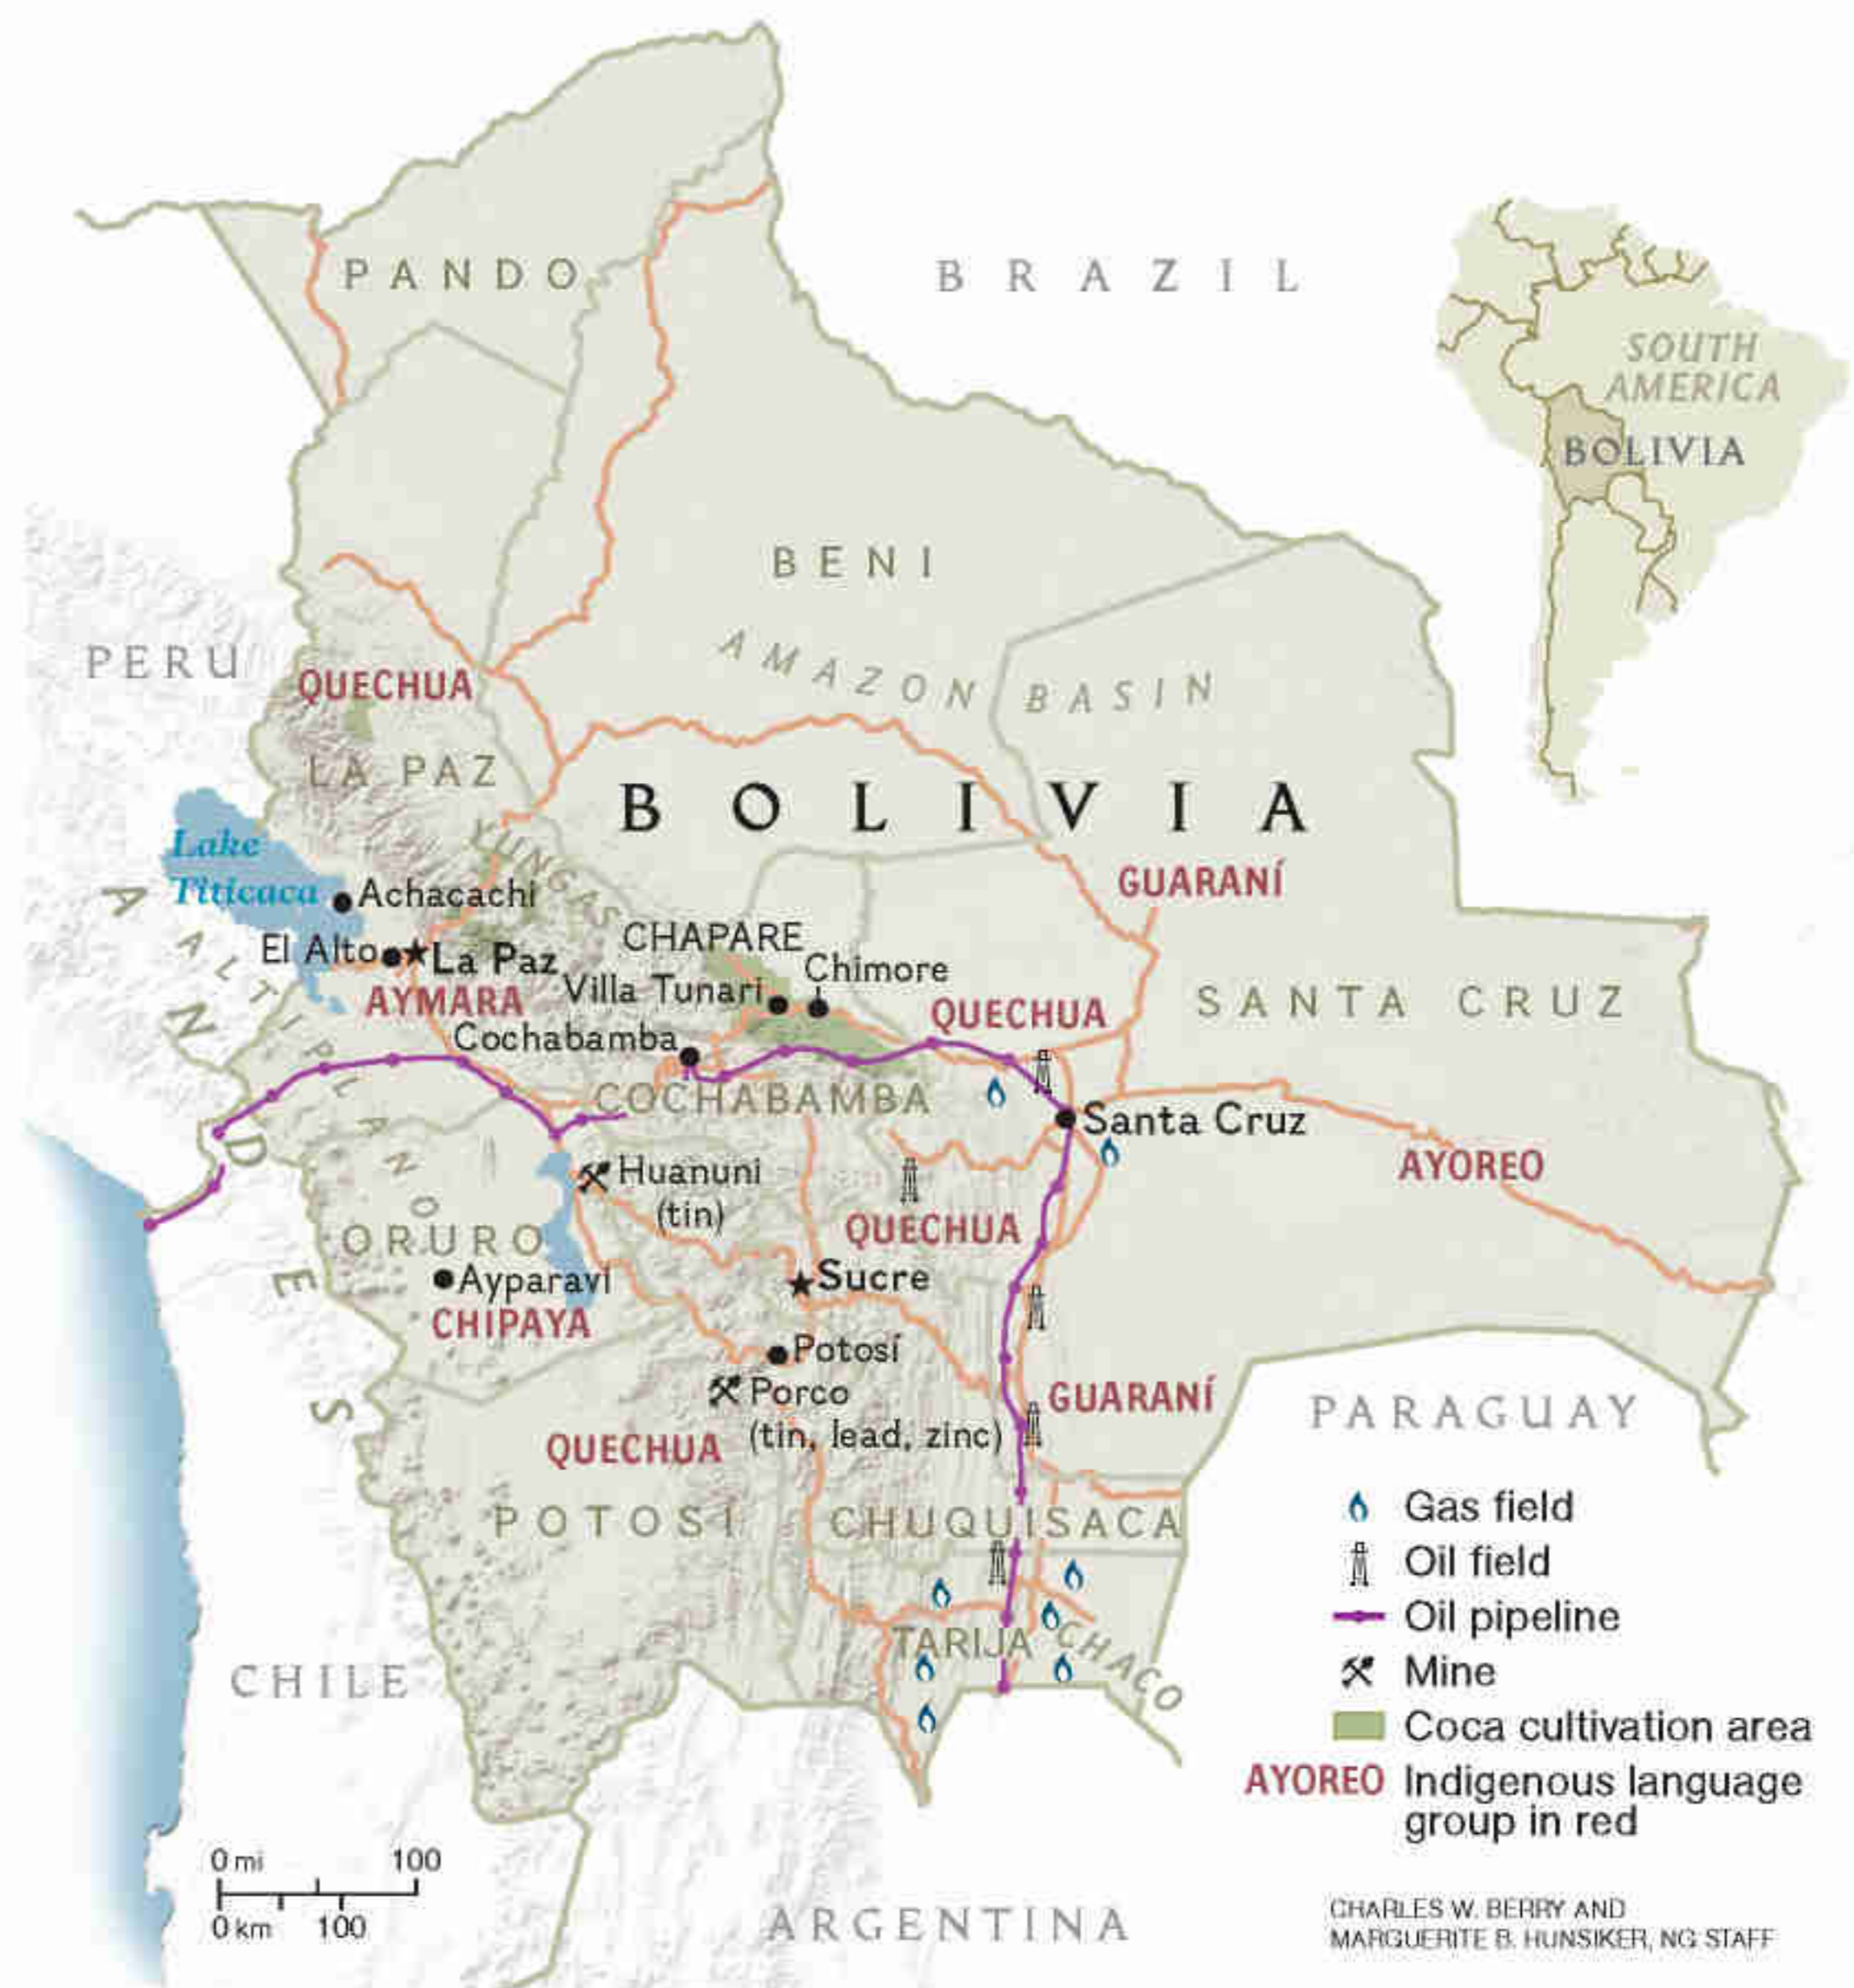 PANDO
BRAZIL
SOUTH
AMERICA
BOLIVIA
BENI
PERU
QUECHUA
AMAZON BASIN
LA PAZ
BOLIVIA
YUNGAS
Lake
Titicaca
Achacachi
GUARANÍ
El Alto
La Paz
CHAPARE
Chimore
Villa Tunari
AYMARA
QUECHUA
SANTA CRUZ
Cochabamba
ALTIPLANO
ANDES
COCHABAMBA
Santa Cruz
AYOREO
Huanuni
(tin)
QUECHUA
ORURO
Ayparavi
CHIPAYA
Sucre
Potosí
Porco
(tin, lead, zinc)
GUARANÍ
PARAGUAY
QUECHUA
POTOSI
CHUQUISACA
TARIJA
CHACO
CHILE
ARGENTINA
Gas field
Oil field
Oil pipeline
Mine
Coca cultivation area
AYOREO Indigenous language
group in red
0 mi 100
0 km 100
CHARLES W. BERRY AND
MARGUERITE B. HUNSIKER, NG STAFF